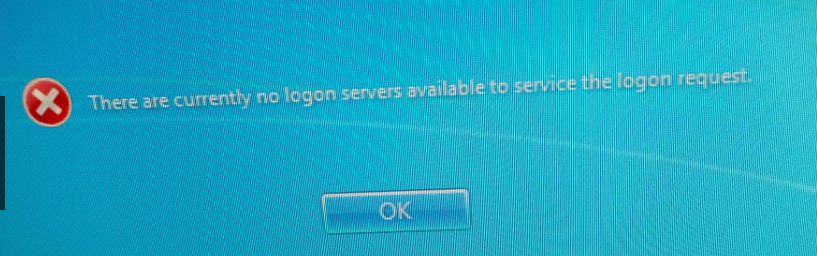 There are currently no logon servers available to service the logon request.
OK